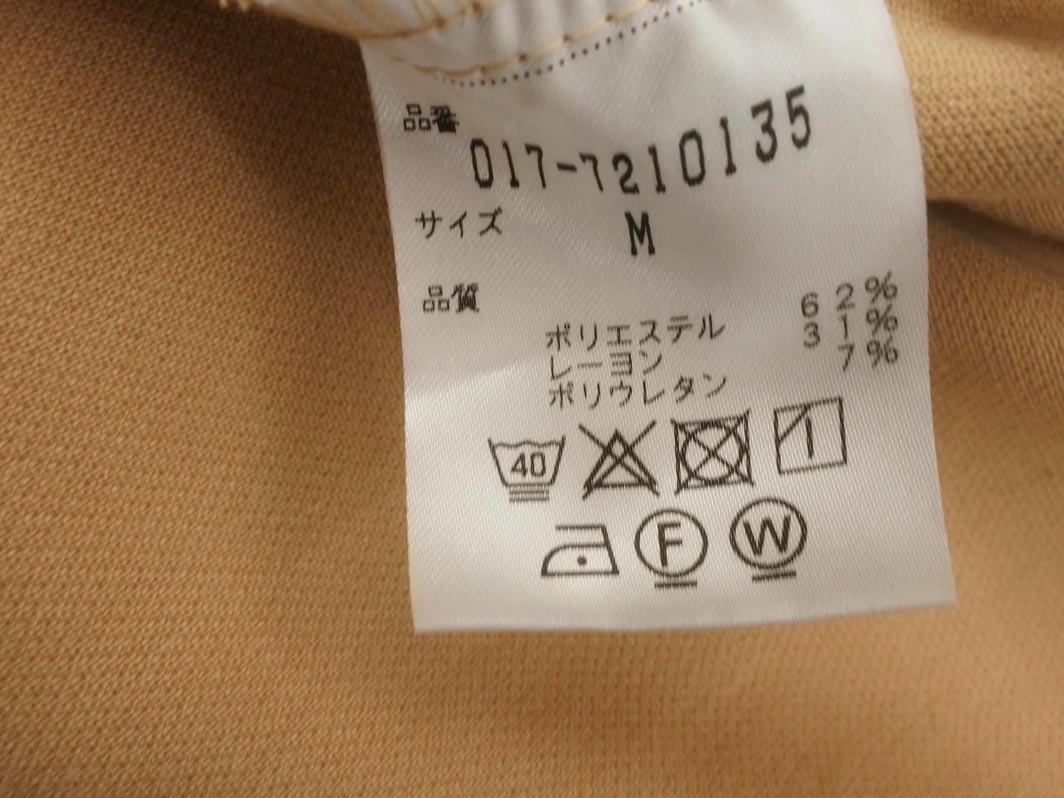 品番
017-7210135
サイズ M
品質
ポリエステル 62%
レーヨン 31%
ポリウレタン 7%
40
F W